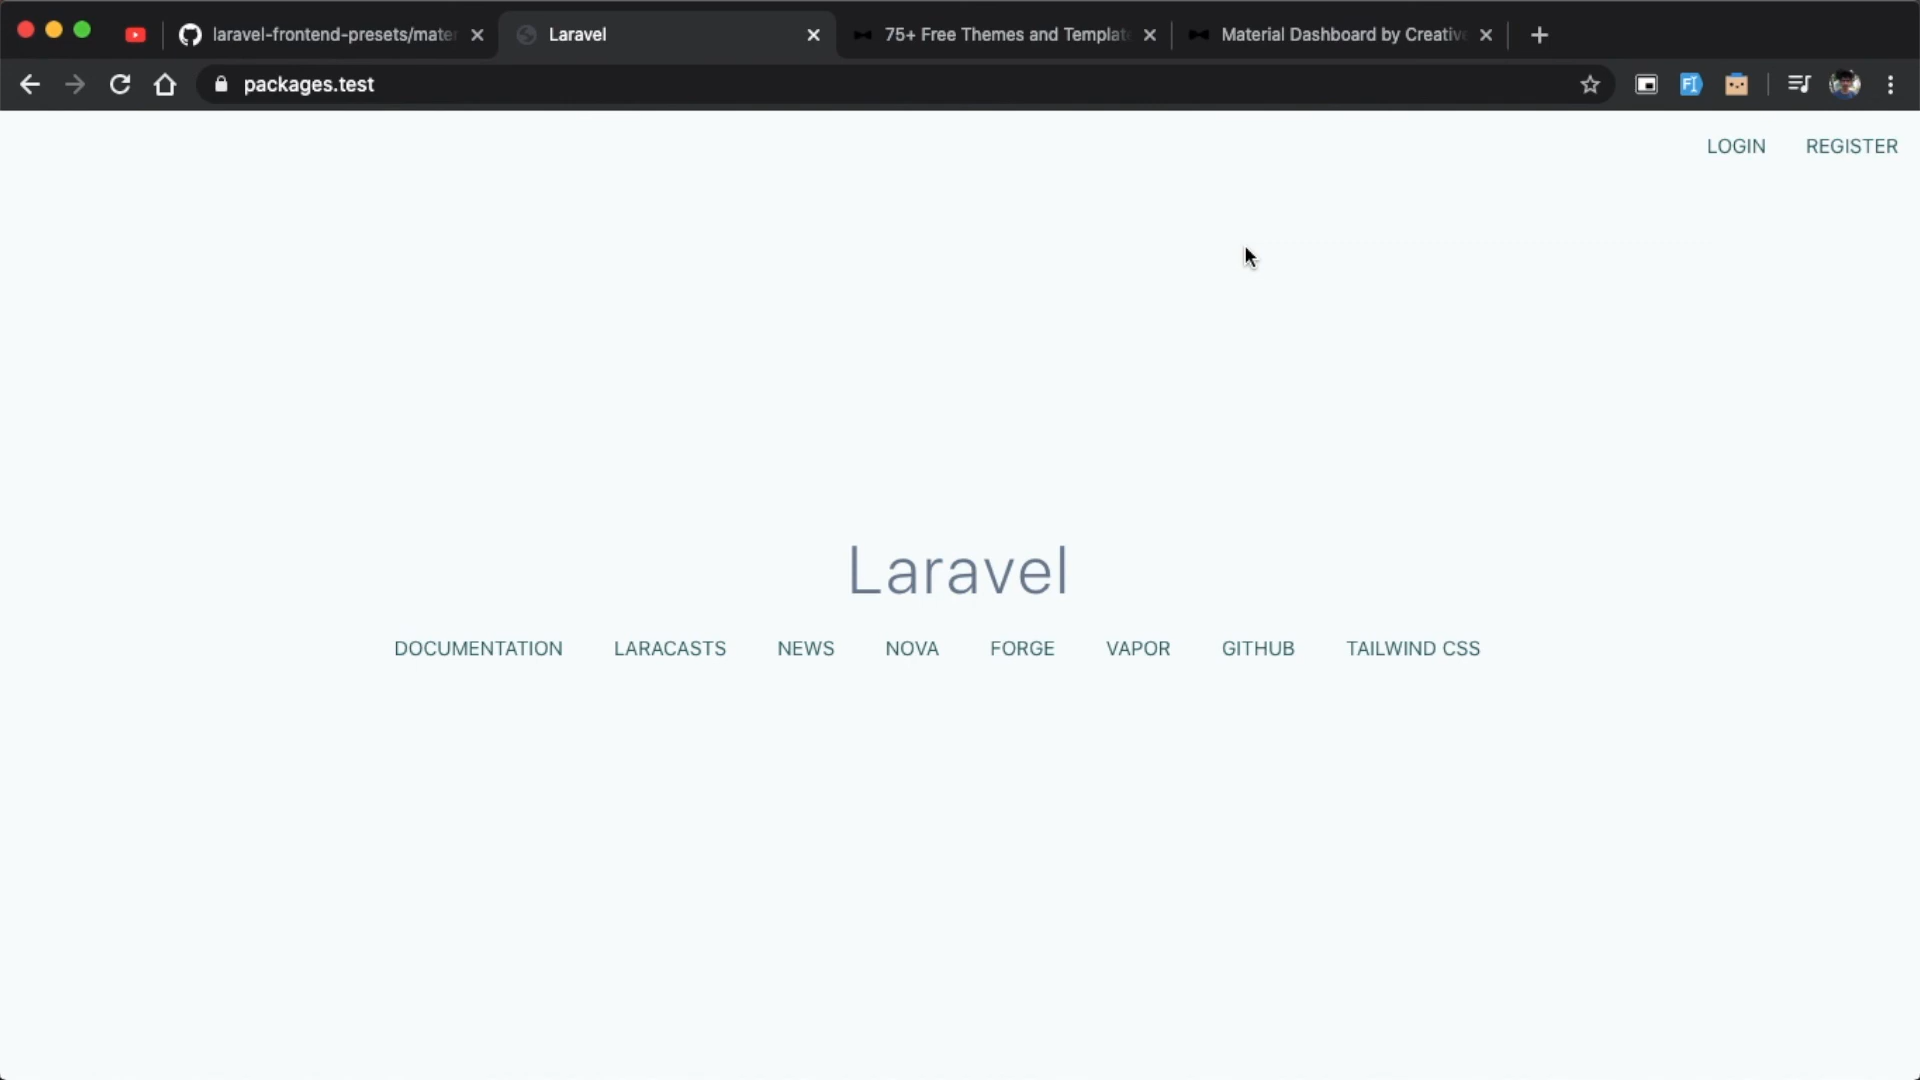 laravel-frontend-presets/mater
Laravel
75+ Free Themes and Templat
Material Dashboard by Creativ
packages.test
LOGIN REGISTER
Laravel
DOCUMENTATION LARACASTS NEWS NOVA FORGE VAPOR GITHUB TAILWIND CSS